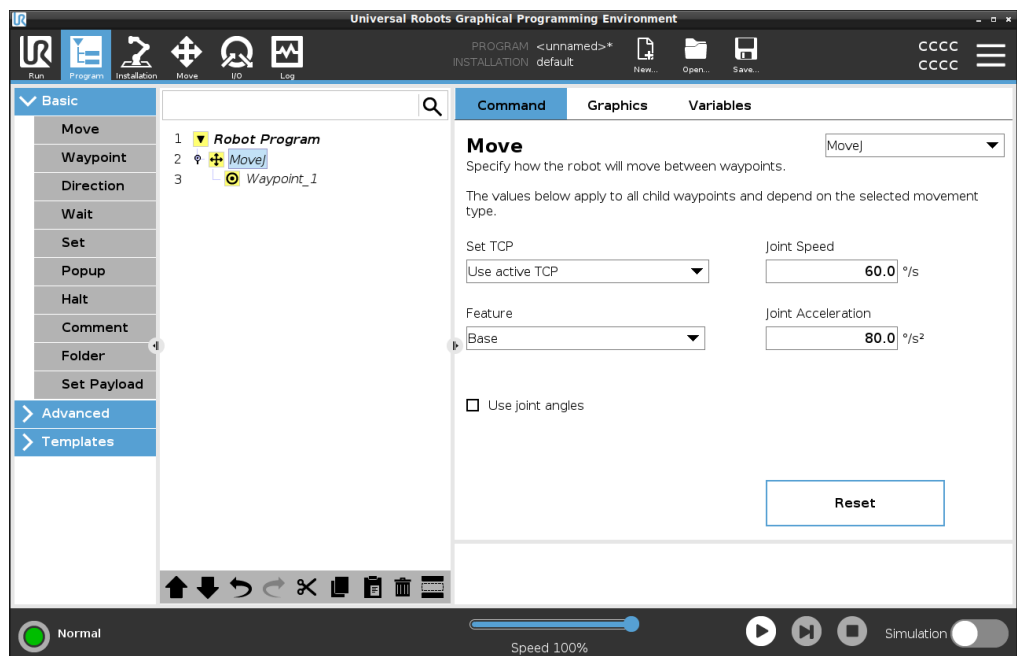 Universal Robots Graphical Programming Environment
UR
Run
Program
Installation
Move
I/O
Log
PROGRAM <unnamed>*
INSTALLATION default
New...
Open...
Save...
CCCC
CCCC
Basic
Move
Waypoint
Direction
Wait
Set
Popup
Halt
Comment
Folder
Set Payload
Advanced
Templates
1 Robot Program
2 MoveJ
3 Waypoint_1
Command Graphics Variables
Move
MoveJ
Specify how the robot will move between waypoints.
The values below apply to all child waypoints and depend on the selected movement
type.
Set TCP
Joint Speed
Use active TCP
60.0 °/s
Feature
Joint Acceleration
Base
80.0 °/s²
Use joint angles
Reset
Normal
Speed 100%
Simulation